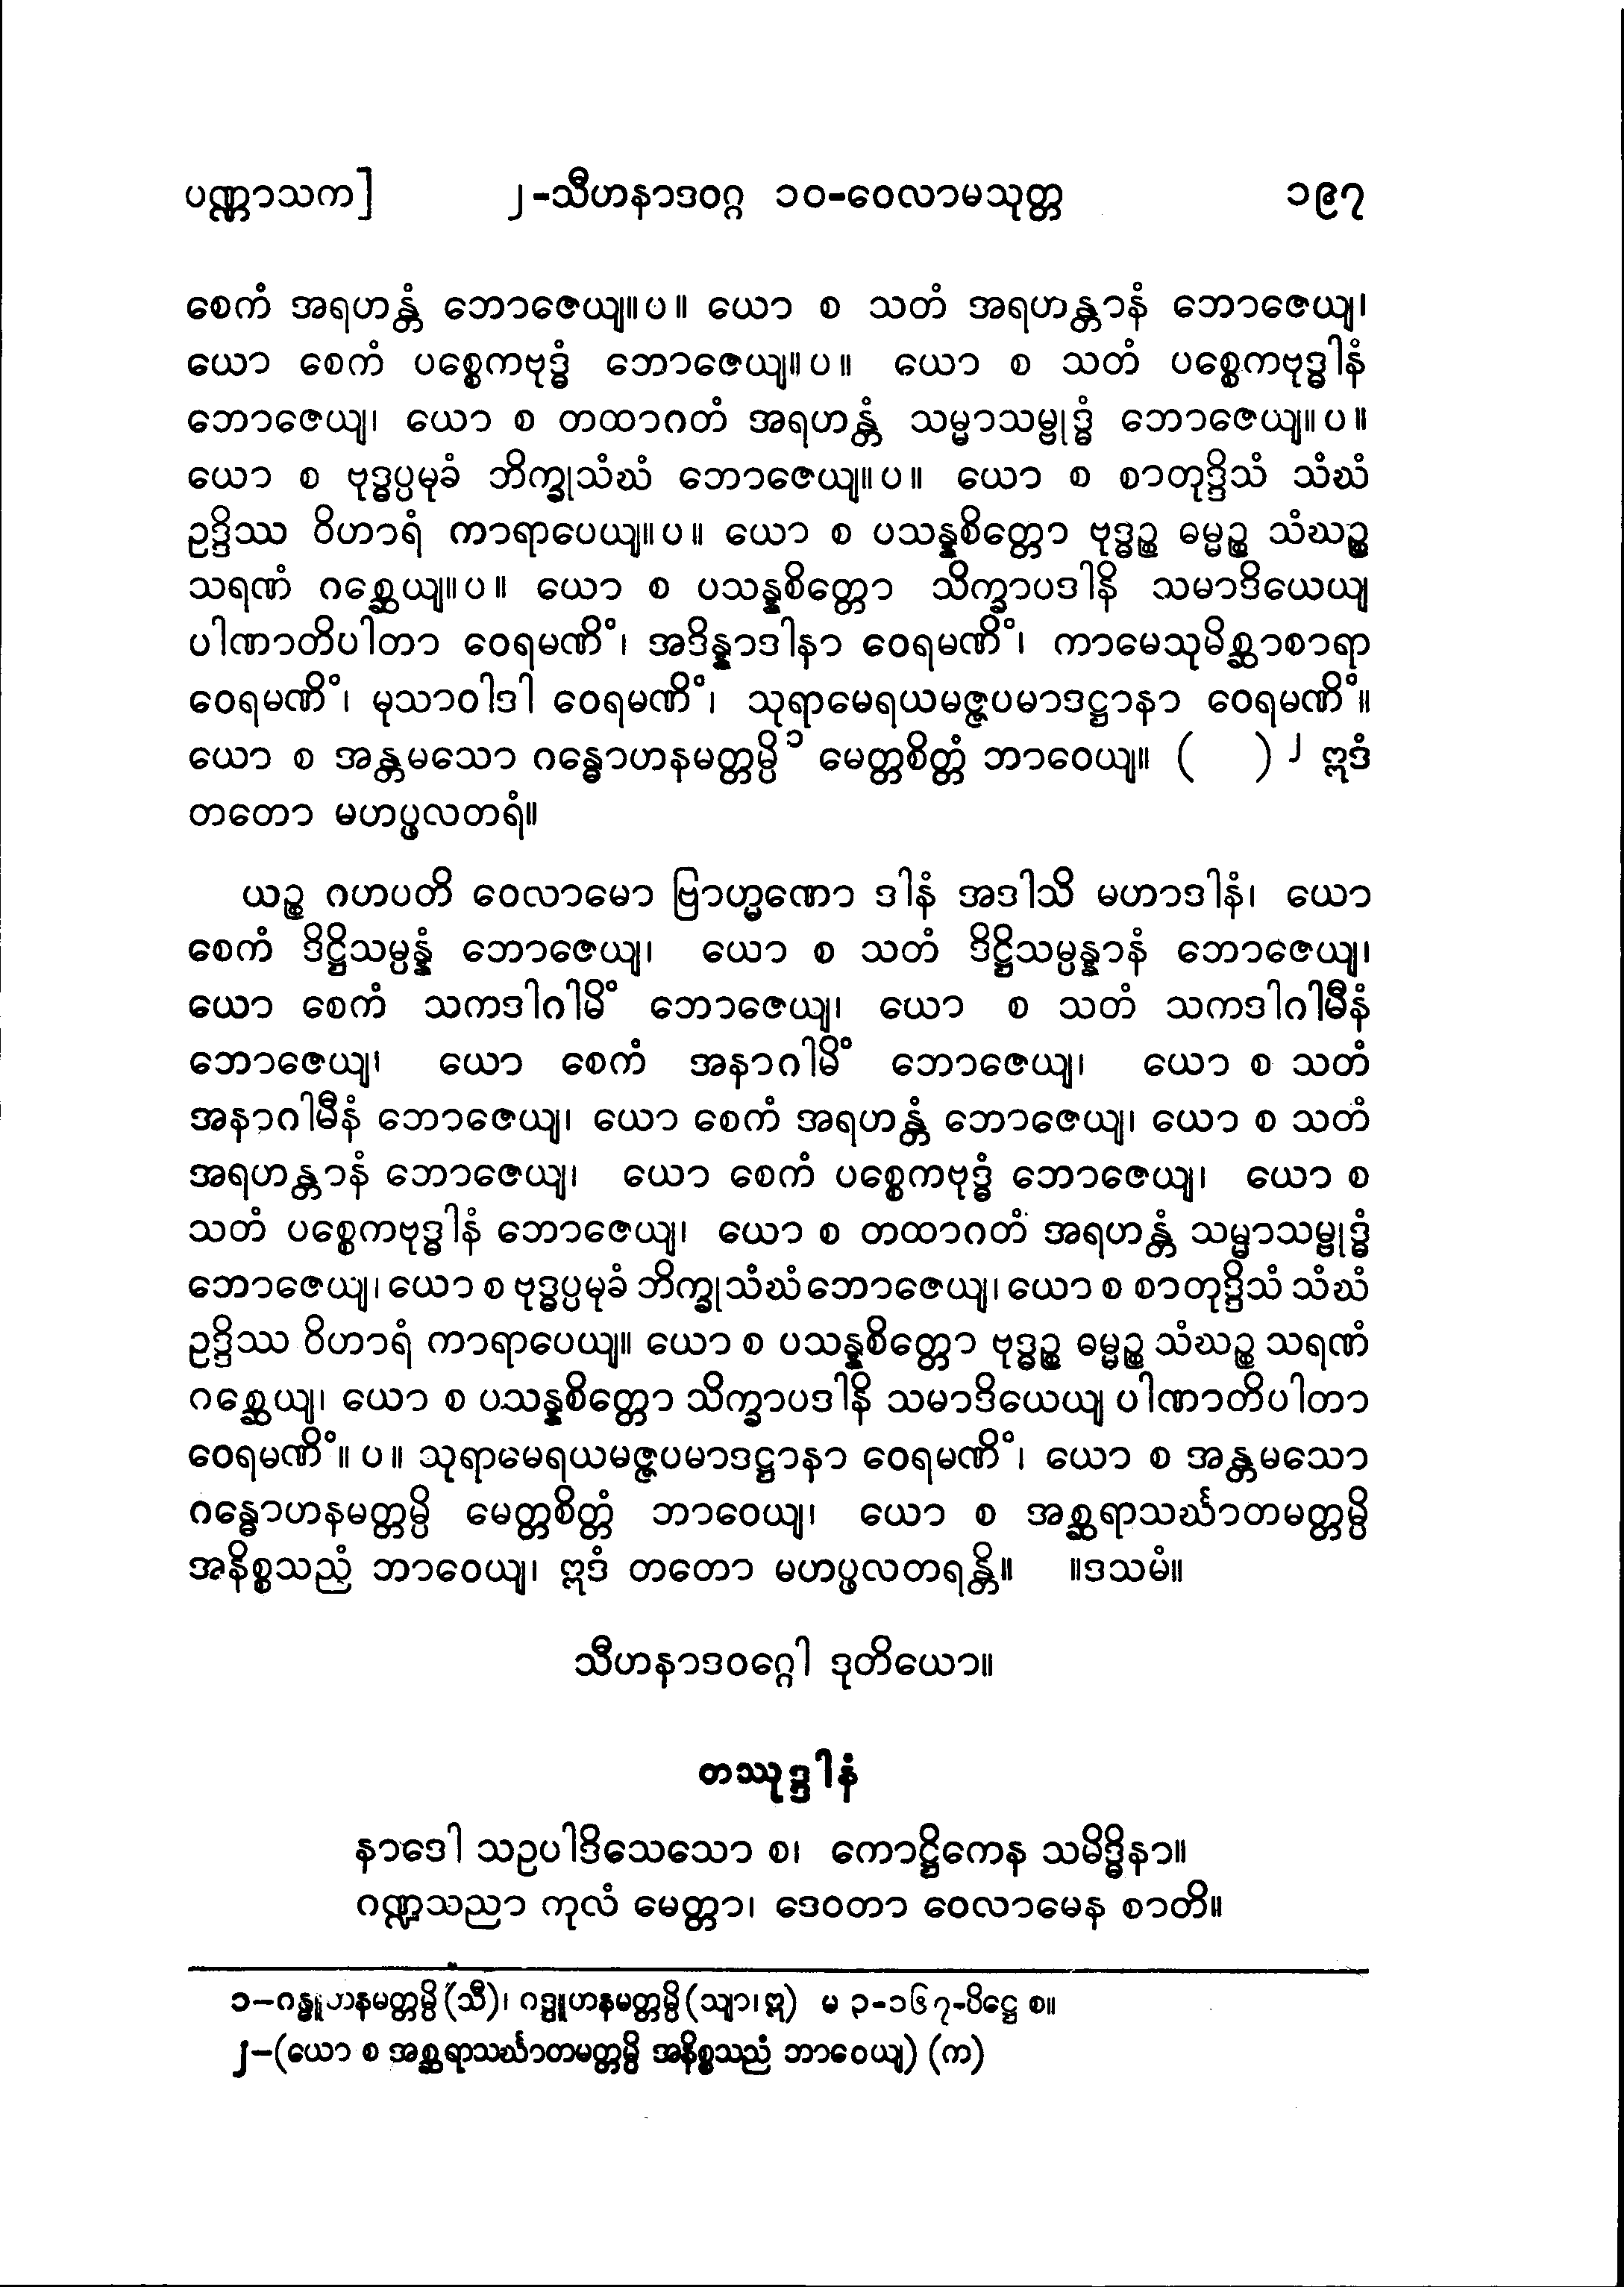 ပဏ္ဏာသက] ၂-သီဟနာဒဝဂ္ဂ ၁၀-ဝေလာမသုတ္တ ၁၉၇
စေကံ အရဟန္တံ ဘောဇေယျ။ပ။ ယော စ သတံ အရဟန္တာနံ ဘောဇေယျ၊
ယော စေကံ ပစ္စေကဗုဒ္ဓံ ဘောဇေယျ။ပ။ ယော စ သတံ ပစ္စေကဗုဒ္ဓါနံ
ဘောဇေယျ၊ ယော စ တထာဂတံ အရဟန္တံ သမ္မာသမ္ဗုဒ္ဓံ ဘောဇေယျ။ပ။
ယော စ ဗုဒ္ဓပ္ပမုခံ ဘိက္ခုသံဃံ ဘောဇေယျ။ပ။ ယော စ စာတုဒ္ဒိသံ သံဃံ
ဥဒ္ဒိဿ ဝိဟာရံ ကာရာပေယျ။ပ။ ယော စ ပသန္နစိတ္တော ဗုဒ္ဓဉ္စ ဓမ္မဉ္စ သံဃဉ္စ
သရဏံ ဂစ္ဆေယျ။ပ။ ယော စ ပသန္နစိတ္တော သိက္ခာပဒါနိ သမာဒိယေယျ
ပါဏာတိပါတာ ဝေရမဏိံ၊ အဒိန္နာဒါနာ ဝေရမဏိံ၊ ကာမေသုမိစ္ဆာစာရာ
ဝေရမဏိံ၊ မုသာဝါဒါ ဝေရမဏိံ၊ သုရာမေရယမဇ္ဇပမာဒဋ္ဌာနာ ဝေရမဏိံ။
ယော စ အန္တမသော ဂန္ဓောဟနမတ္တမ္ပိ၁ မေတ္တစိတ္တံ ဘာဝေယျ။ ( )၂ ဣဒံ
တတော မဟပ္ဖလတရံ။
ယဉ္စ ဂဟပတိ ဝေလာမော ဗြာဟ္မဏော ဒါနံ အဒါသိ မဟာဒါနံ၊ ယော
စေကံ ဒိဋ္ဌိသမ္ပန္နံ ဘောဇေယျ၊ ယော စ သတံ ဒိဋ္ဌိသမ္ပန္နာနံ ဘောဇေယျ၊
ယော စေကံ သကဒါဂါမိံ ဘောဇေယျ၊ ယော စ သတံ သကဒါဂါမီနံ
ဘောဇေယျ၊ ယော စေကံ အနာဂါမိံ ဘောဇေယျ၊ ယော စ သတံ
အနာဂါမီနံ ဘောဇေယျ၊ ယော စေကံ အရဟန္တံ ဘောဇေယျ၊ ယော စ သတံ
အရဟန္တာနံ ဘောဇေယျ၊ ယော စေကံ ပစ္စေကဗုဒ္ဓံ ဘောဇေယျ၊ ယော စ
သတံ ပစ္စေကဗုဒ္ဓါနံ ဘောဇေယျ၊ ယော စ တထာဂတံ အရဟန္တံ သမ္မာသမ္ဗုဒ္ဓံ
ဘောဇေယျ၊ ယော စ ဗုဒ္ဓပ္ပမုခံ ဘိက္ခုသံဃံ ဘောဇေယျ၊ ယော စ စာတုဒ္ဒိသံ သံဃံ
ဥဒ္ဒိဿ ဝိဟာရံ ကာရာပေယျ။ ယော စ ပသန္နစိတ္တော ဗုဒ္ဓဉ္စ ဓမ္မဉ္စ သံဃဉ္စ သရဏံ
ဂစ္ဆေယျ၊ ယော စ ပသန္နစိတ္တော သိက္ခာပဒါနိ သမာဒိယေယျ ပါဏာတိပါတာ
ဝေရမဏိံ။ ပ။ သုရာမေရယမဇ္ဇပမာဒဋ္ဌာနာ ဝေရမဏိံ၊ ယော စ အန္တမသော
ဂန္ဓောဟနမတ္တမ္ပိ မေတ္တစိတ္တံ ဘာဝေယျ၊ ယော စ အစ္ဆရာသင်္ဃာတမတ္တမ္ပိ
အနိစ္စသညံ ဘာဝေယျ၊ ဣဒံ တတော မဟပ္ဖလတရန္တိ။ ။ဒသမံ။
သီဟနာဒဝဂ္ဂေါ ဒုတိယော။
တဿုဒ္ဒါနံ
နာဒေါ သဥပါဒိသေသော စ၊ ကောဋ္ဌိကေန သမိဒ္ဓိနာ။
ဂဏ္ဍသညာ ကုလံ မေတ္တာ၊ ဒေဝတာ ဝေလာမေန စာတိ။
၁–ဂန္ဓူဟနမတ္တမ္ပိ (သီ)၊ ဂဒ္ဒူဟနမတ္တမ္ပိ (သျာ၊ ဣ) မ ၃-၁၆၇-ပိဋ္ဌေ စ။
၂–(ယော စ အစ္ဆရာသင်္ဃာတမတ္တမ္ပိ အနိစ္စသညံ ဘာဝေယျ) (က)